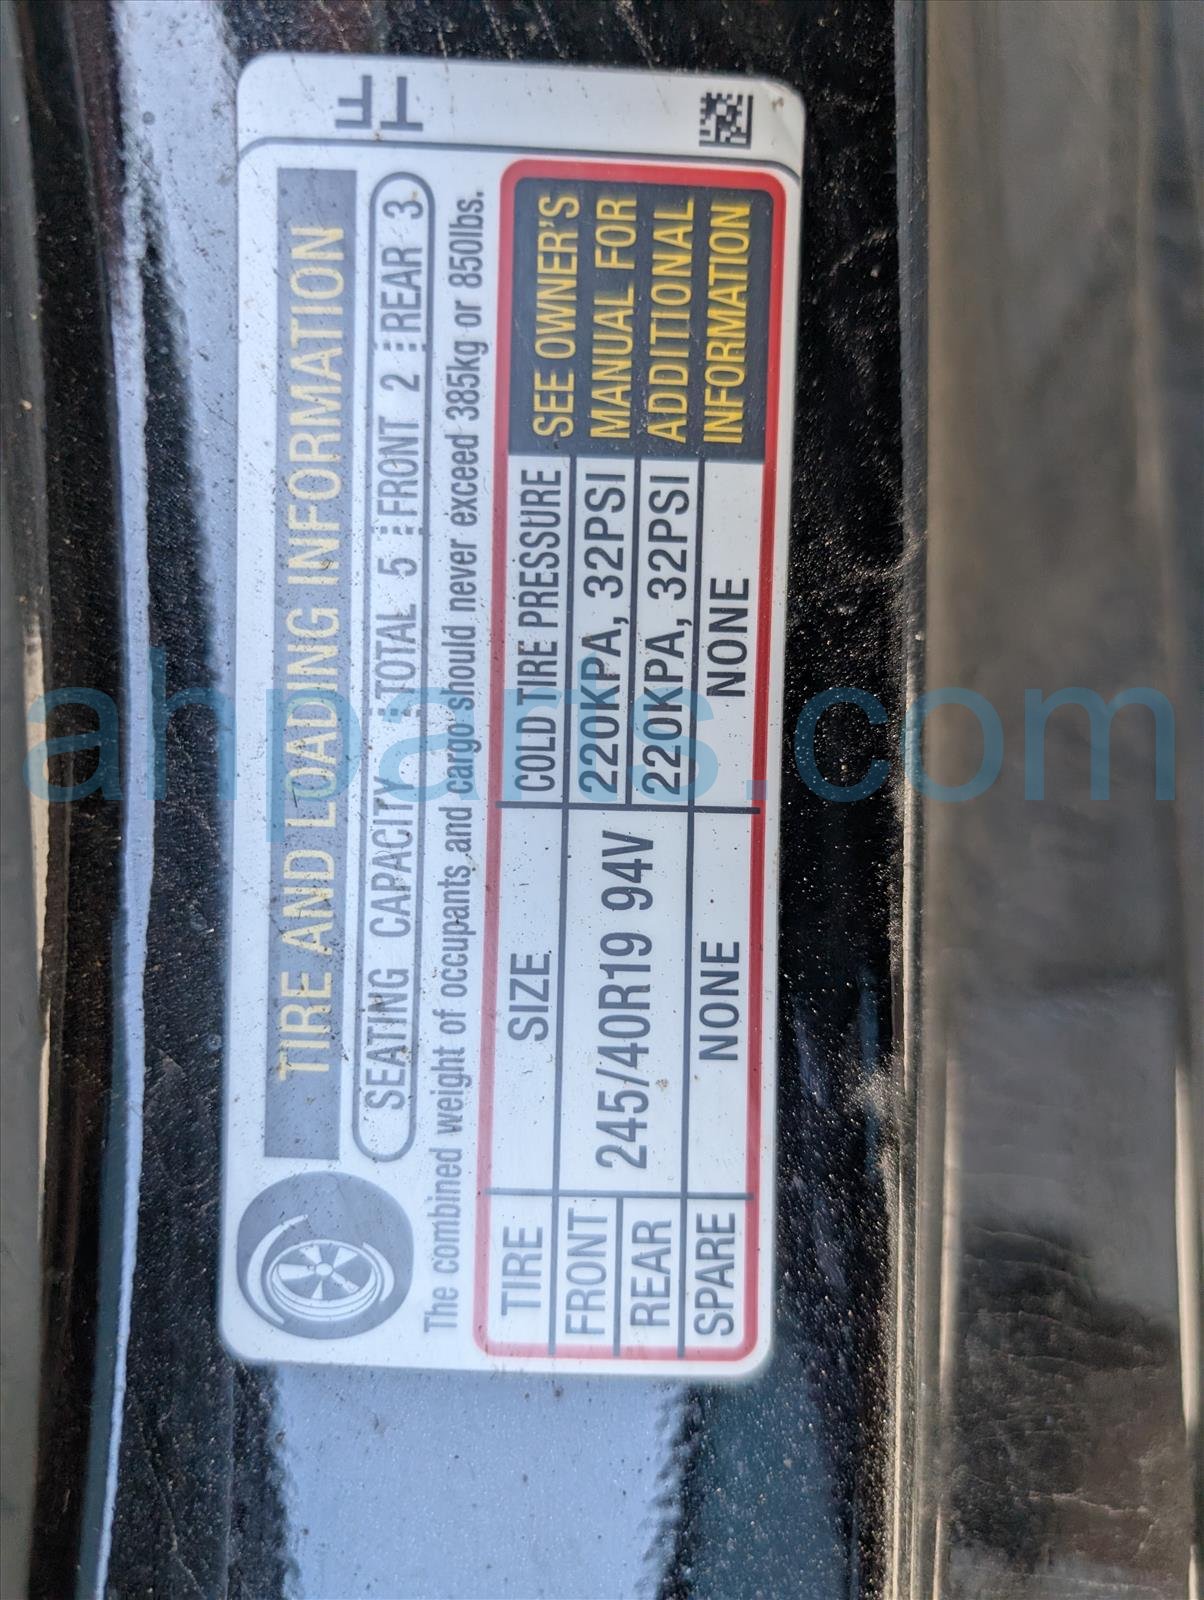 TF
TIRE AND LOADING INFORMATION
SEATING CAPACITY TOTAL 5 FRONT 2 REAR 3
The combined weight of occupants and cargo should never exceed 385kg or 850lbs.
TIRE SIZE COLD TIRE PRESSURE
FRONT 245/40R19 94V 220KPA, 32PSI
REAR 220KPA, 32PSI
SPARE NONE NONE
SEE OWNER'S
MANUAL FOR
ADDITIONAL
INFORMATION
ahparts.com